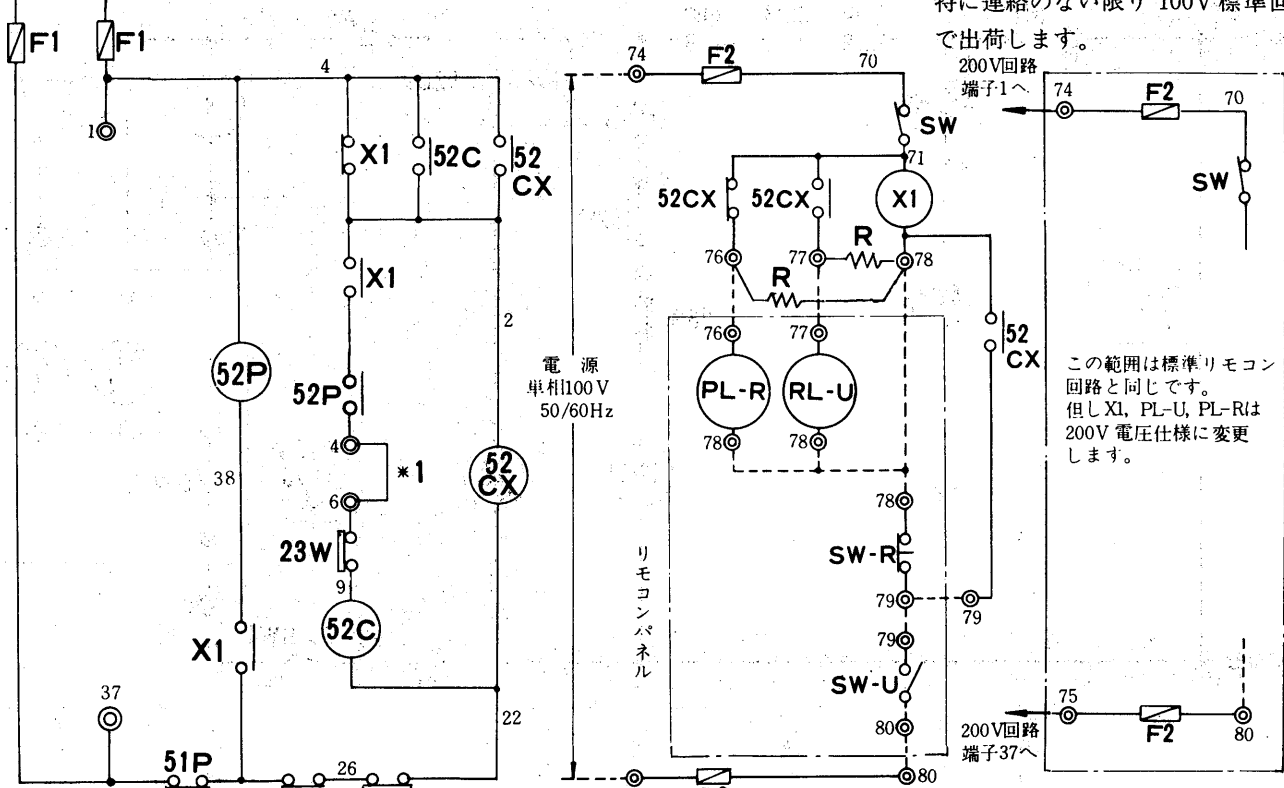 特に連絡のない限り 100V 標準回
で出荷します。
F1
F1
4
1
X1
52C
52
CX
X1
2
52P
52P
4
*1
6
38
52
CX
23W
9
52C
X1
37
22
51P
26
電 源
単相100V
50/60Hz
74
F2
70
SW
71
52CX
52CX
X1
76
77
R
78
R
76
77
52
CX
PL-R
RL-U
78
78
78
リモコンパネル
SW-R
79
79
79
SW-U
80
80
200V回路
端子1へ
74
F2
70
SW
この範囲は標準リモコン
回路と同じです。
但しX1, PL-U, PL-Rは
200V 電圧仕様に変更
します。
200V回路
端子37へ
75
F2
80